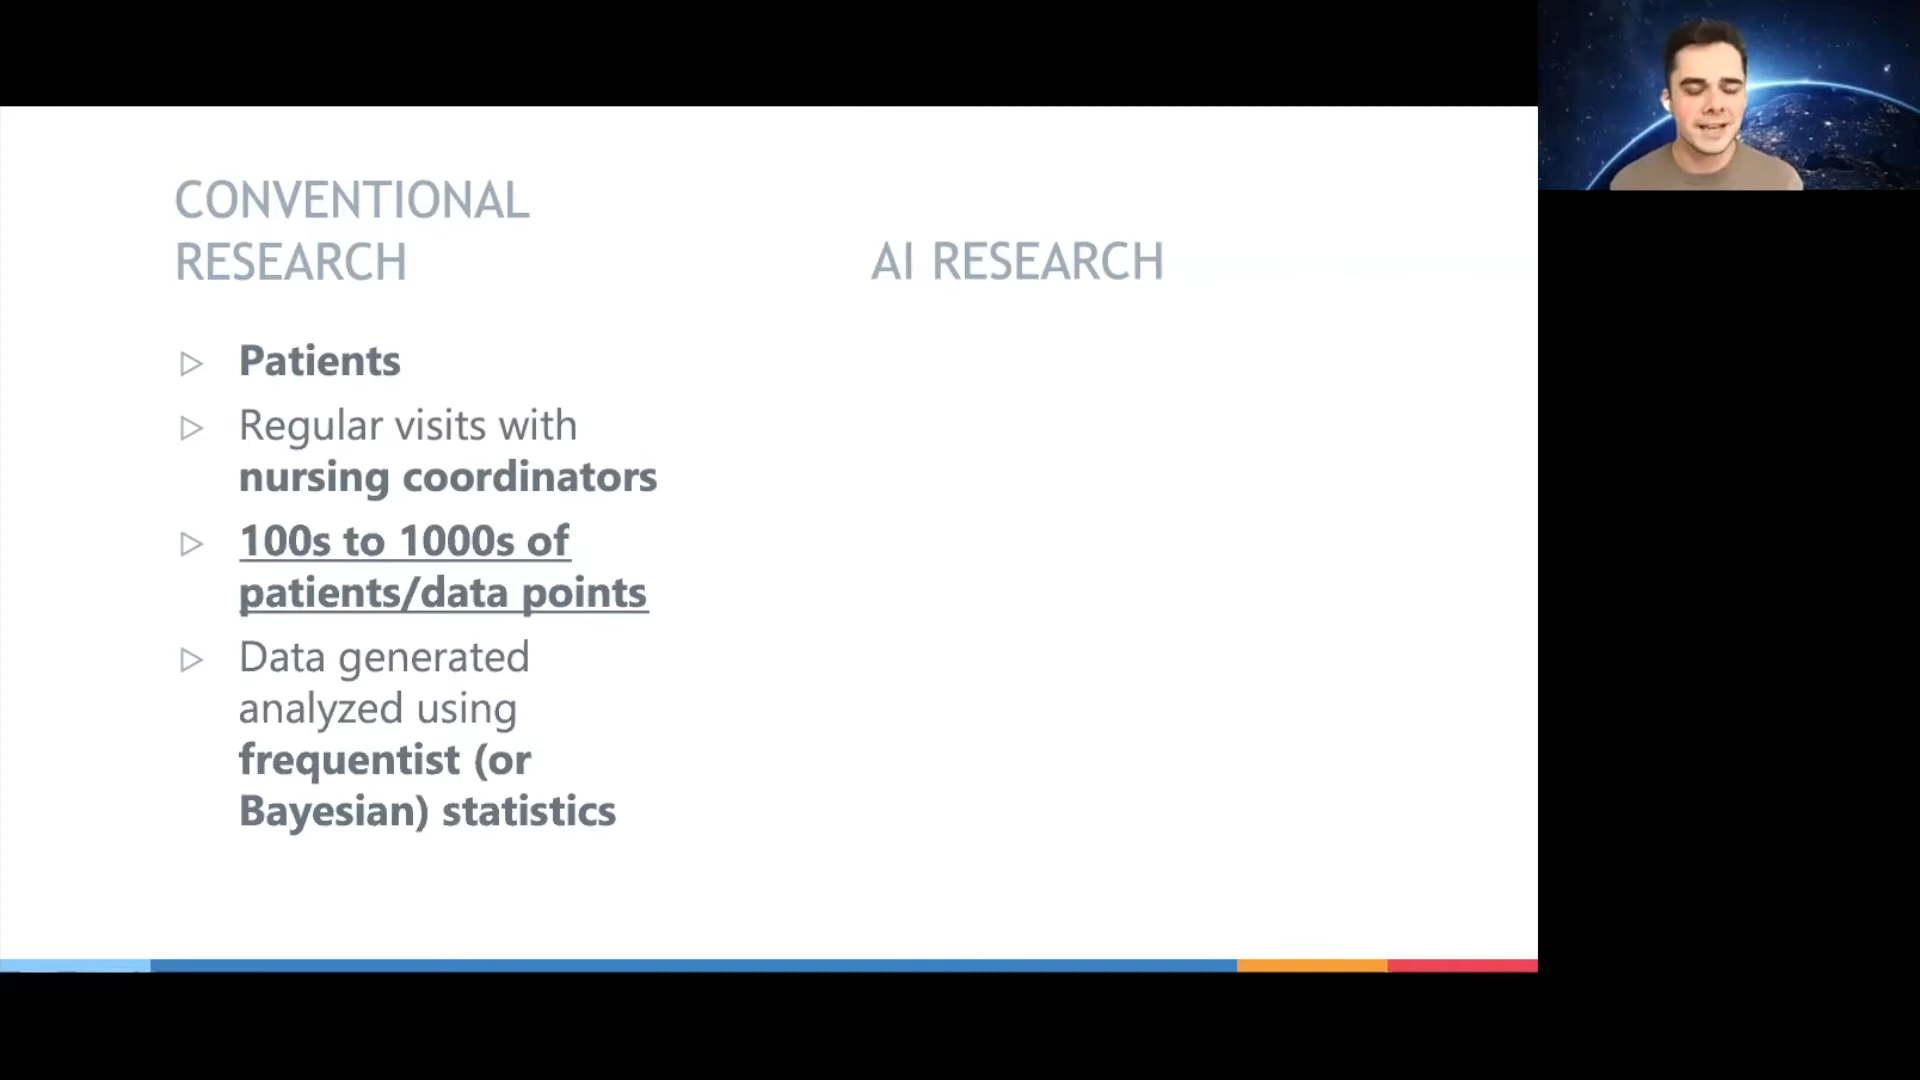 CONVENTIONAL
RESEARCH
Patients
Regular visits with
nursing coordinators
100s to 1000s of
patients/data points
Data generated
analyzed using
frequentist (or
Bayesian) statistics
AI RESEARCH